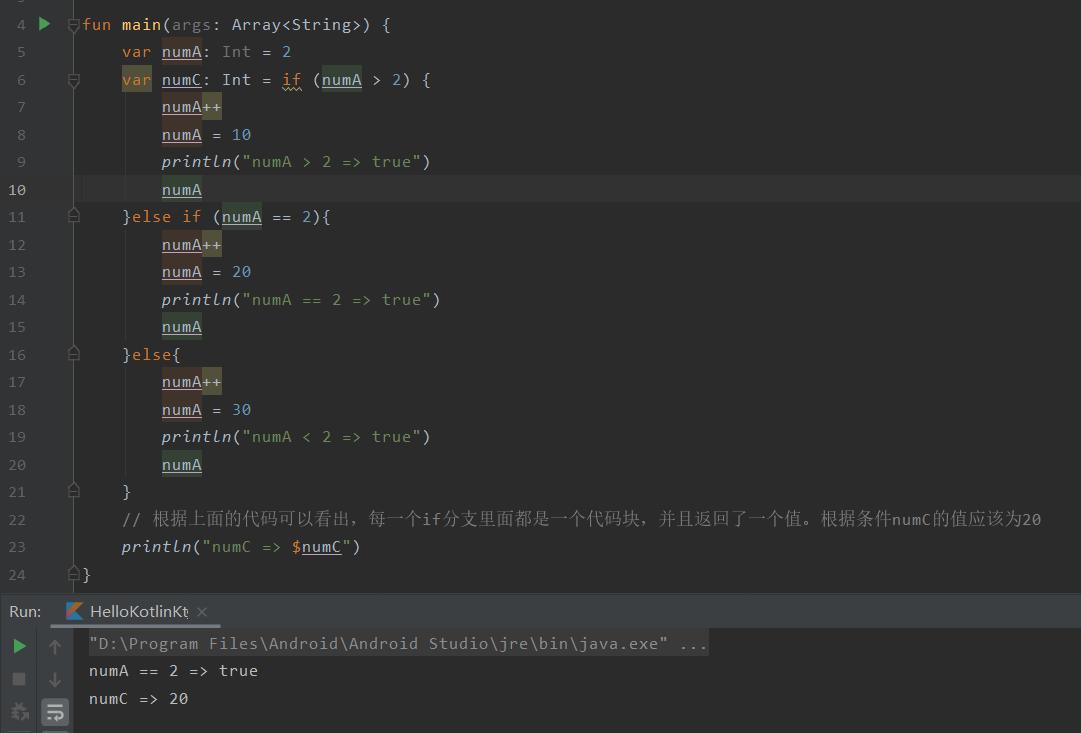 4 fun main(args: Array<String>) {
5 var numA: Int = 2
6 var numC: Int = if (numA > 2) {
7 numA++
8 numA = 10
9 println("numA > 2 => true")
10 numA
11 }else if (numA == 2){
12 numA++
13 numA = 20
14 println("numA == 2 => true")
15 numA
16 }else{
17 numA++
18 numA = 30
19 println("numA < 2 => true")
20 numA
21 }
22 // 根据上面的代码可以看出，每一个if分支里面都是一个代码块，并且返回了一个值。根据条件numC的值应该为20
23 println("numC => $numC")
24 }
Run: HelloKotlinKt
"D:\Program Files\Android\Android Studio\jre\bin\java.exe" ...
numA == 2 => true
numC => 20